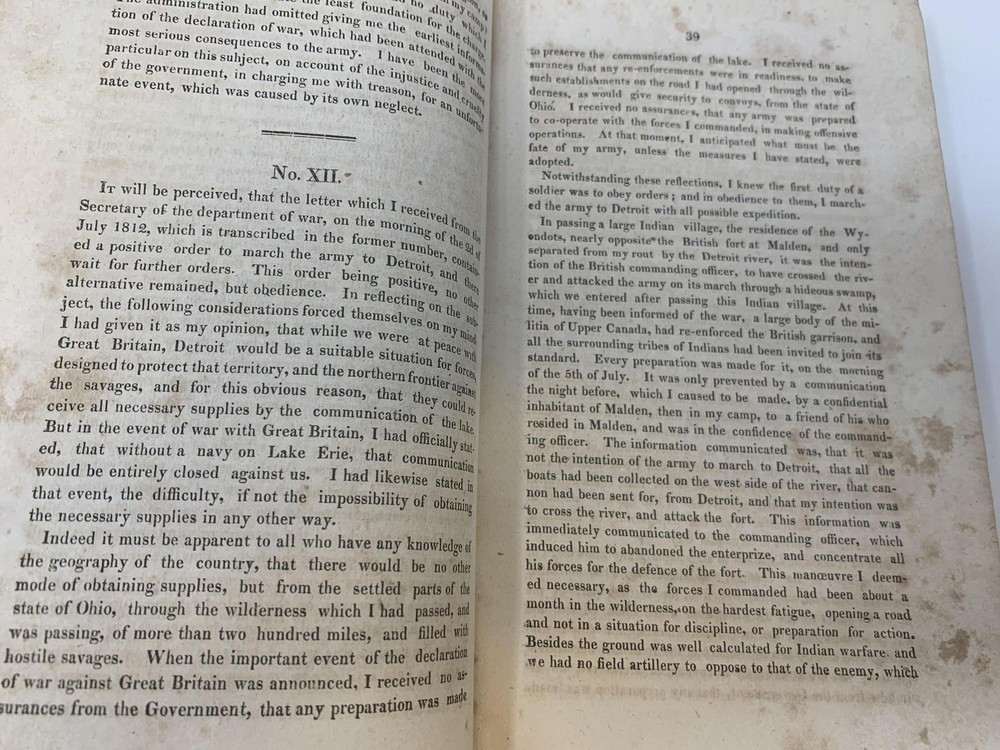 the least foundation for the charge.
The administration had omitted giving me the earliest informa-
tion of the declaration of war, which had been attended with the
most serious consequences to the army. I have been the more
particular on this subject, on account of the injustice and cruelty
of the government, in charging me with treason, for an unfortu-
nate event, which was caused by its own neglect.
No. XII.
It will be perceived, that the letter which I received from the
Secretary of the department of war, on the morning of the 2d of
July 1812, which is transcribed in the former number, contain-
ed a positive order to march the army to Detroit, and there
wait for further orders. This order being positive, no other
alternative remained, but obedience. In reflecting on the sub-
ject, the following considerations forced themselves on my mind
I had given it as my opinion, that while we were at peace with
Great Britain, Detroit would be a suitable situation for forces,
designed to protect that territory, and the northern frontier against
the savages, and for this obvious reason, that they could re-
ceive all necessary supplies by the communication of the lake.
But in the event of war with Great Britain, I had officially stat-
ed, that without a navy on Lake Erie, that communication
would be entirely closed against us. I had likewise stated in
that event, the difficulty, if not the impossibility of obtaining
the necessary supplies in any other way.
Indeed it must be apparent to all who have any knowledge of
the geography of the country, that there would be no other
mode of obtaining supplies, but from the settled parts of the
state of Ohio, through the wilderness which I had passed, and
was passing, of more than two hundred miles, and filled with
hostile savages. When the important event of the declaration
of war against Great Britain was announced, I received no as-
surances from the Government, that any preparation was made
39
to preserve the communication of the lake. I received no as-
surances that any re-enforcements were in readiness, to make
such establishments on the road I had opened through the wil-
derness, as would give security to convoys, from the state of
Ohio. I received no assurances, that any army was prepared
to co-operate with the forces I commanded, in making offensive
operations. At that moment, I anticipated what must be the
fate of my army, unless the measures I have stated, were
adopted.
Notwithstanding these reflections, I knew the first duty of a
soldier was to obey orders; and in obedience to them, I march-
ed the army to Detroit with all possible expedition.
In passing a large Indian village, the residence of the Wy-
andots, nearly opposite the British fort at Malden, and only
separated from my rout by the Detroit river, it was the inten-
tion of the British commanding officer, to have crossed the riv-
er and attacked the army on its march through a hideous swamp,
which we entered after passing this Indian village. At this
time, having been informed of the war, a large body of the mi-
litia of Upper Canada, had re-enforced the British garrison, and
all the surrounding tribes of Indians had been invited to join its
standard. Every preparation was made for it, on the morning
of the 5th of July. It was only prevented by a communication
the night before, which I caused to be made, by a confidential
inhabitant of Malden, then in my camp, to a friend of his who
resided in Malden, and was in the confidence of the command-
ing officer. The information communicated was, that it was
not the intention of the army to march to Detroit, that all the
boats had been collected on the west side of the river, that can-
non had been sent for, from Detroit, and that my intention was
to cross the river, and attack the fort. This information was
immediately communicated to the commanding officer, which
induced him to abandoned the enterprize, and concentrate all
his forces for the defence of the fort. This manœuvre I deem-
ed necessary, as the forces I commanded had been about a
month in the wilderness, on the hardest fatigue, opening a road
and not in a situation for discipline, or preparation for action.
Besides the ground was well calculated for Indian warfare and
we had no field artillery to oppose to that of the enemy, which